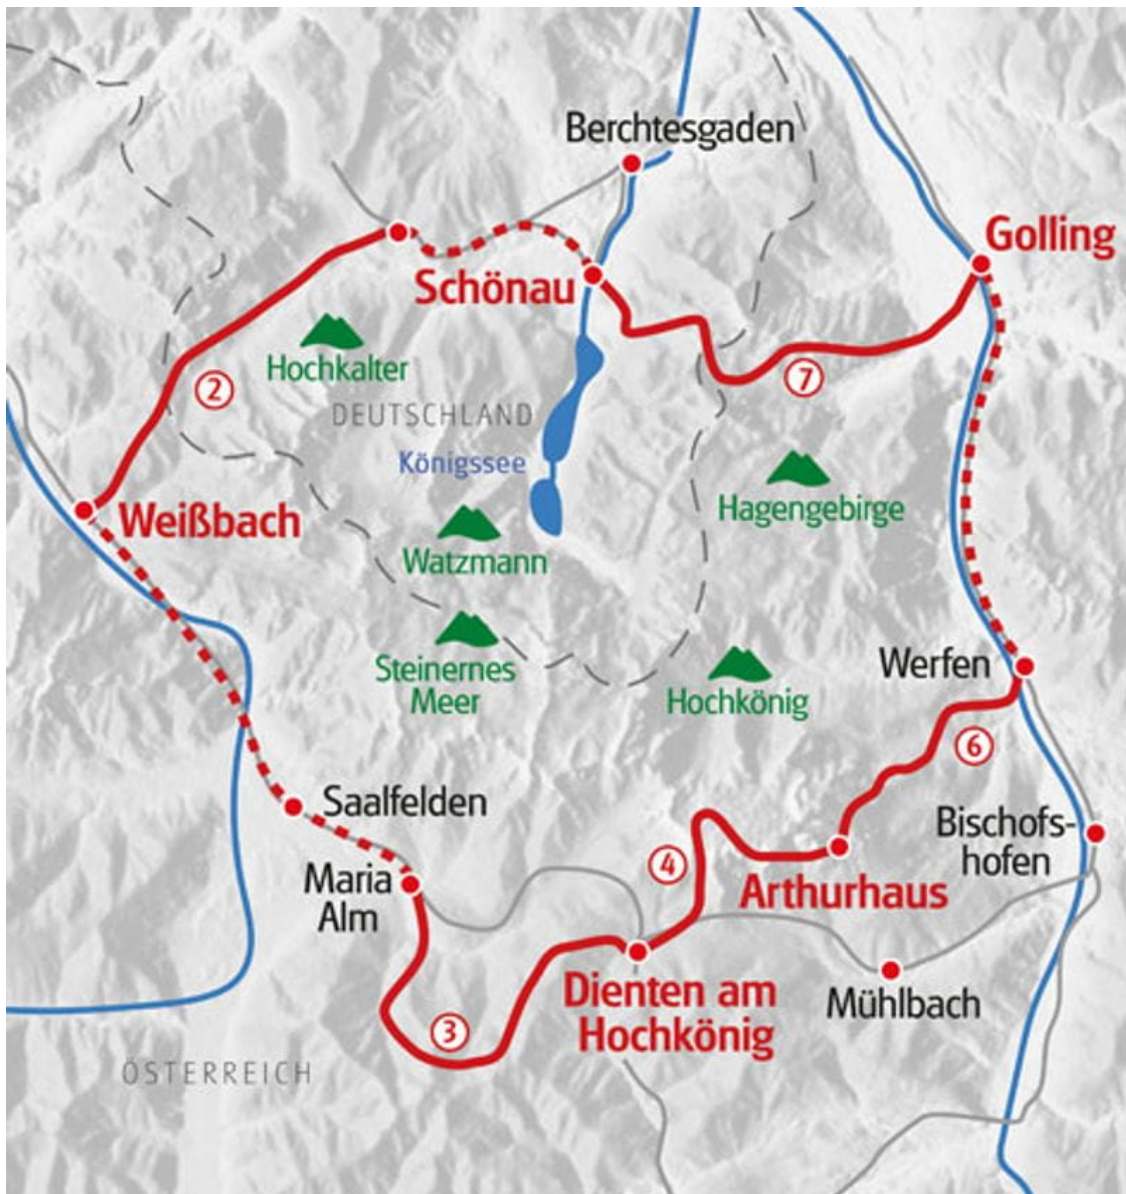 Berchtesgaden
Golling
Schönau
Hochkalter
7
2
DEUTSCHLAND
Königssee
Hagengebirge
Weißbach
Watzmann
Steinernes
Meer
Werfen
Hochkönig
6
Saalfelden
Bischofs-
hofen
4
Maria
Alm
Arthurhaus
Dienten am
Hochkönig
Mühlbach
3
ÖSTERREICH